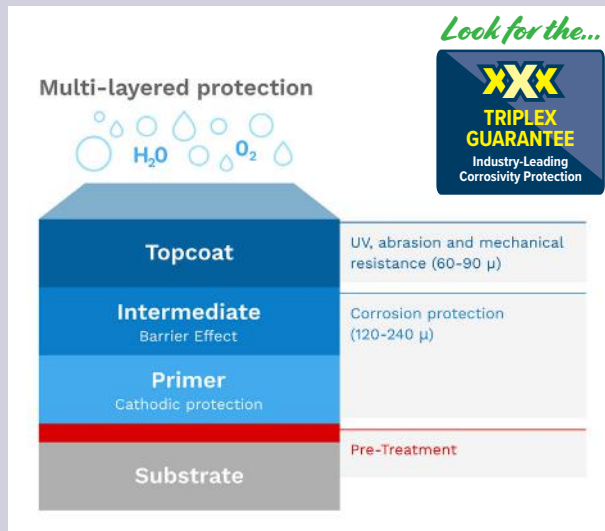 Look for the...
XXX
TRIPLEX
GUARANTEE
Industry-Leading
Corrosivity Protection
Multi-layered protection
H₂O
O₂
Topcoat
UV, abrasion and mechanical
resistance (60-90 μ)
Intermediate
Barrier Effect
Corrosion protection
(120-240 μ)
Primer
Cathodic protection
Pre-Treatment
Substrate